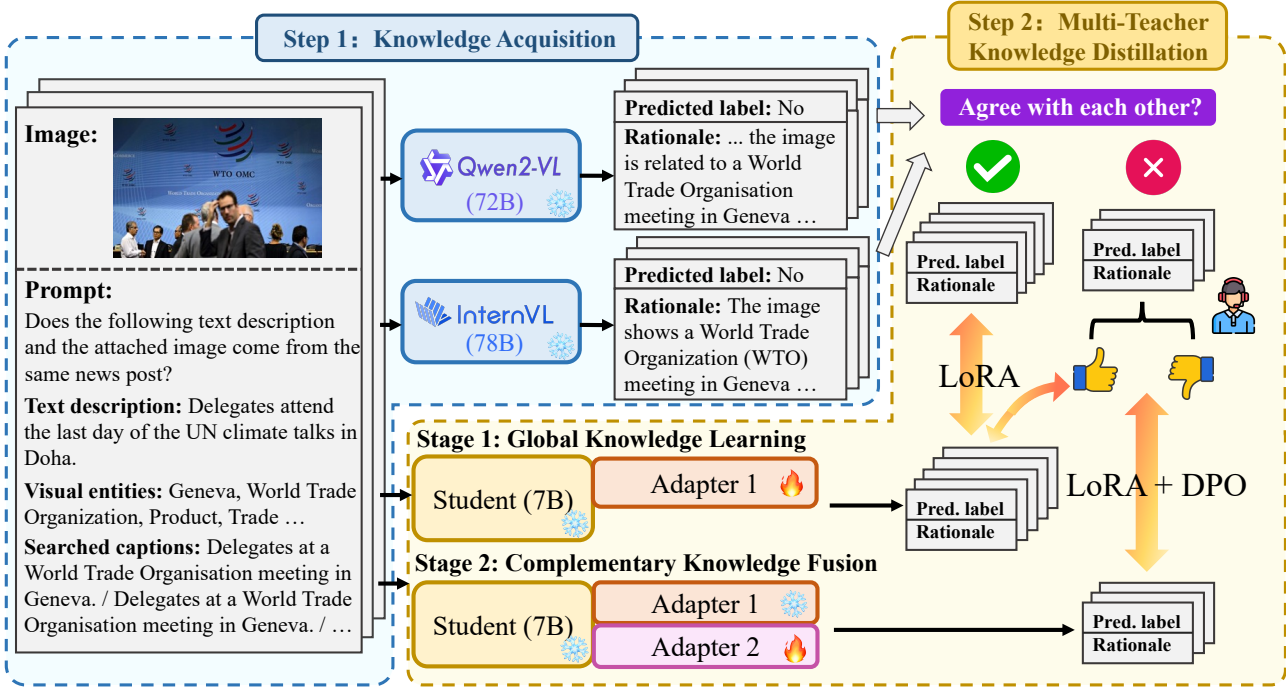 Step 1：Knowledge Acquisition
Image:
WTO OMC
Prompt:
Does the following text description
and the attached image come from the
same news post?
Text description: Delegates attend
the last day of the UN climate talks in
Doha.
Visual entities: Geneva, World Trade
Organization, Product, Trade …
Searched captions: Delegates at a
World Trade Organisation meeting in
Geneva. / Delegates at a World Trade
Organisation meeting in Geneva. / …
Qwen2-VL
(72B)
InternVL
(78B)
Predicted label: No
Rationale: ... the image
is related to a World
Trade Organisation
meeting in Geneva …
Predicted label: No
Rationale: The image
shows a World Trade
Organization (WTO)
meeting in Geneva …
Step 2：Multi-Teacher
Knowledge Distillation
Agree with each other?
Pred. label
Rationale
Pred. label
Rationale
LoRA
LoRA + DPO
Stage 1: Global Knowledge Learning
Student (7B)
Adapter 1
Pred. label
Rationale
Stage 2: Complementary Knowledge Fusion
Student (7B)
Adapter 1
Adapter 2
Pred. label
Rationale